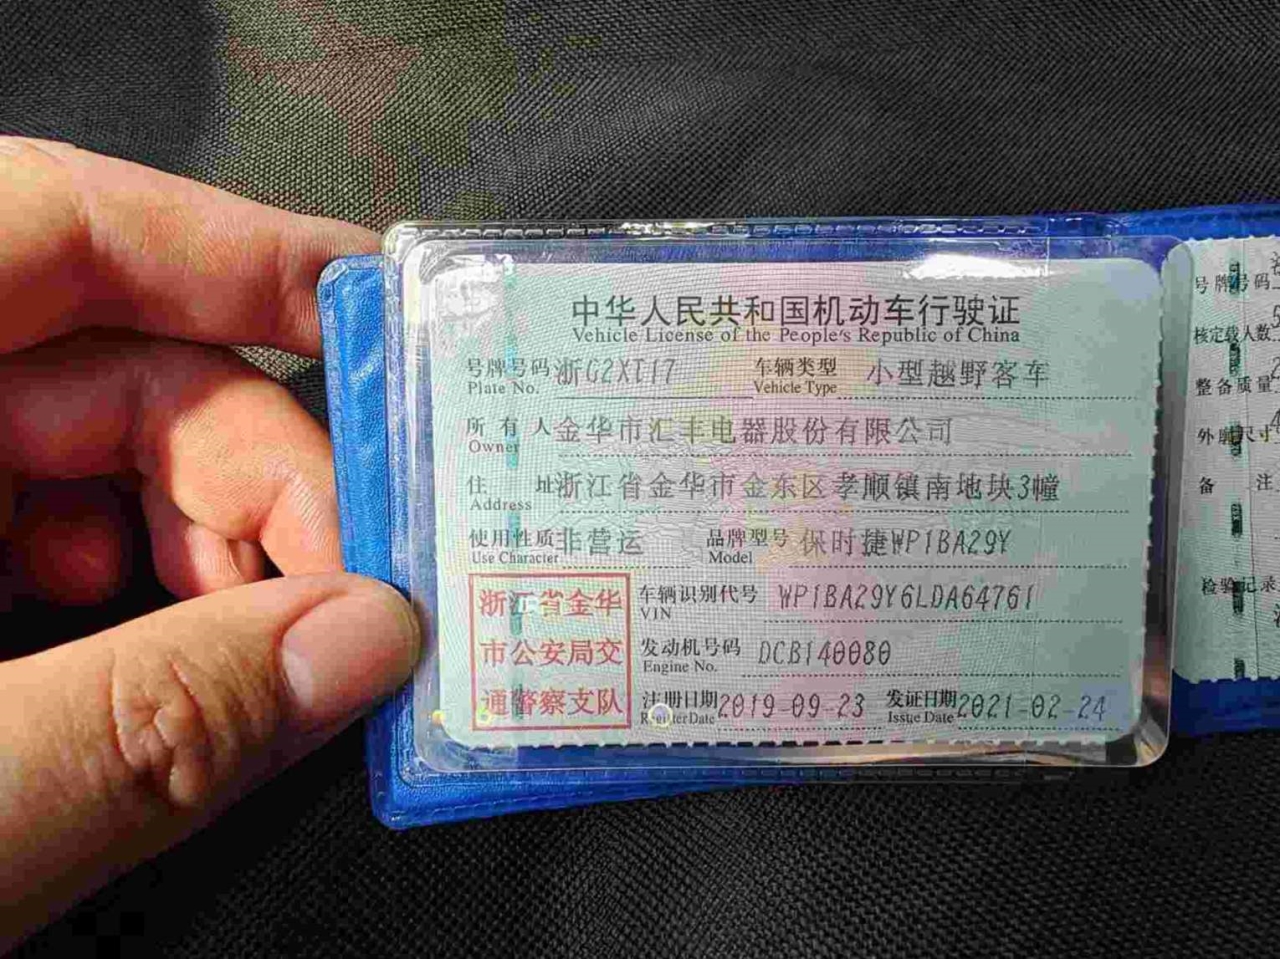 中华人民共和国机动车行驶证
Vehicle License of the People's Republic of China
号牌号码 浙G2XT17 车辆类型 小型越野客车
Plate No. Vehicle Type
所有人 金华市汇丰电器股份有限公司
Owner
住址 浙江省金华市金东区孝顺镇南地块3幢
Address
使用性质 非营运 品牌型号 保时捷WP1BA29Y
Use Character Model
浙江省金华
市公安局交
通警察支队
车辆识别代号 WP1BA29Y6LDA64761
VIN
发动机号码 DCB140080
Engine No.
注册日期 2019-09-23 发证日期 2021-02-24
Register Date Issue Date
号牌号码
核定载人数
整备质量
外廓尺寸
备注
检验记录